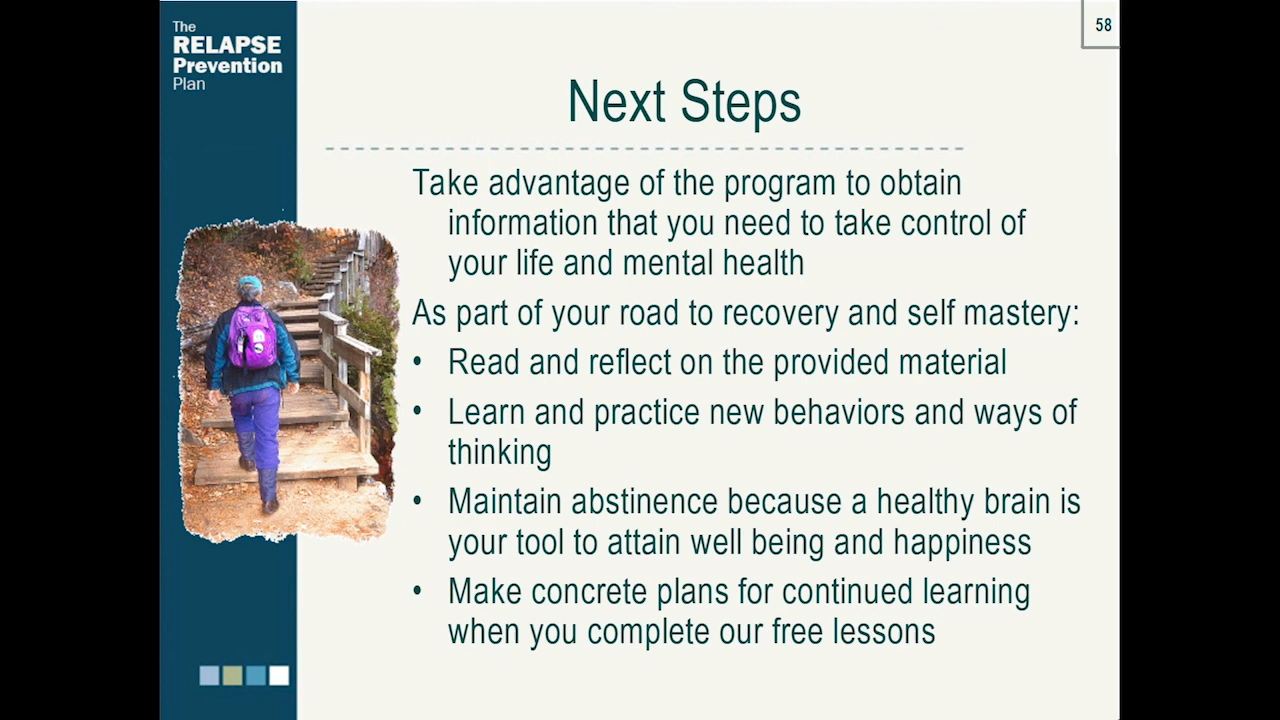 The
RELAPSE
Prevention
Plan
58
Next Steps
Take advantage of the program to obtain
information that you need to take control of
your life and mental health
As part of your road to recovery and self mastery:
• Read and reflect on the provided material
• Learn and practice new behaviors and ways of
thinking
• Maintain abstinence because a healthy brain is
your tool to attain well being and happiness
• Make concrete plans for continued learning
when you complete our free lessons